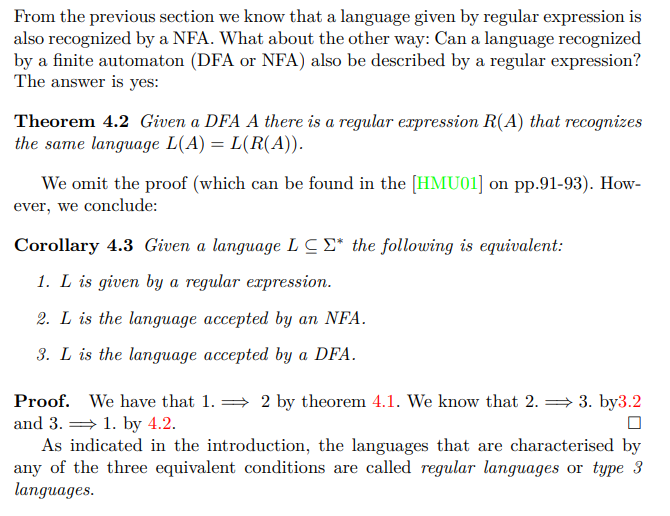 From the previous section we know that a language given by regular expression is
also recognized by a NFA. What about the other way: Can a language recognized
by a finite automaton (DFA or NFA) also be described by a regular expression?
The answer is yes:
Theorem 4.2 Given a DFA A there is a regular expression R(A) that recognizes
the same language L(A) = L(R(A)).
We omit the proof (which can be found in the [HMU01] on pp.91-93). How-
ever, we conclude:
Corollary 4.3 Given a language L ⊆ Σ* the following is equivalent:
1. L is given by a regular expression.
2. L is the language accepted by an NFA.
3. L is the language accepted by a DFA.
Proof. We have that 1. ⟹ 2 by theorem 4.1. We know that 2. ⟹ 3. by3.2
and 3. ⟹ 1. by 4.2. □
As indicated in the introduction, the languages that are characterised by
any of the three equivalent conditions are called regular languages or type 3
languages.